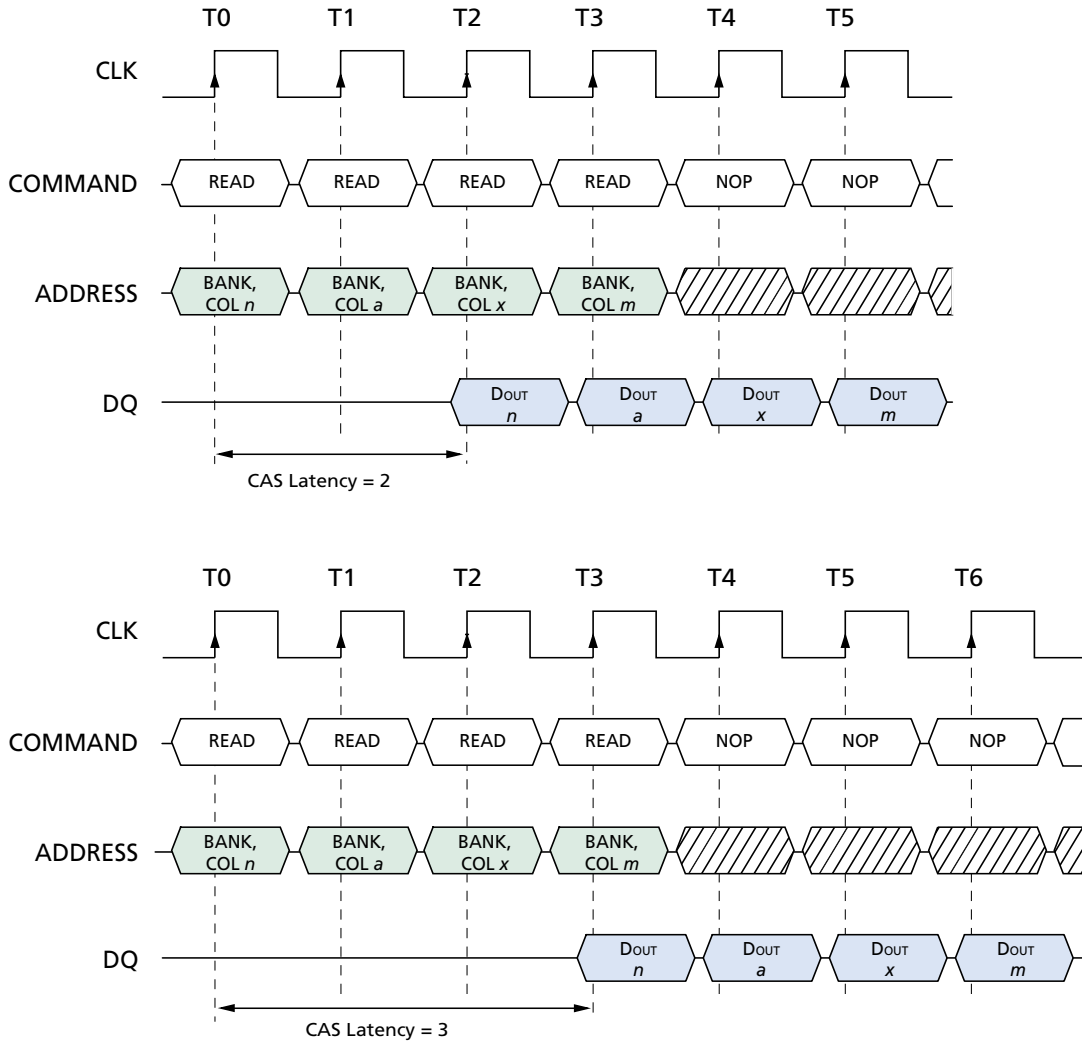 T0 T1 T2 T3 T4 T5
CLK
COMMAND READ READ READ READ NOP NOP
ADDRESS BANK, COL n BANK, COL a BANK, COL x BANK, COL m
DQ DOUT n DOUT a DOUT x DOUT m
CAS Latency = 2
T0 T1 T2 T3 T4 T5 T6
CLK
COMMAND READ READ READ READ NOP NOP NOP
ADDRESS BANK, COL n BANK, COL a BANK, COL x BANK, COL m
DQ DOUT n DOUT a DOUT x DOUT m
CAS Latency = 3